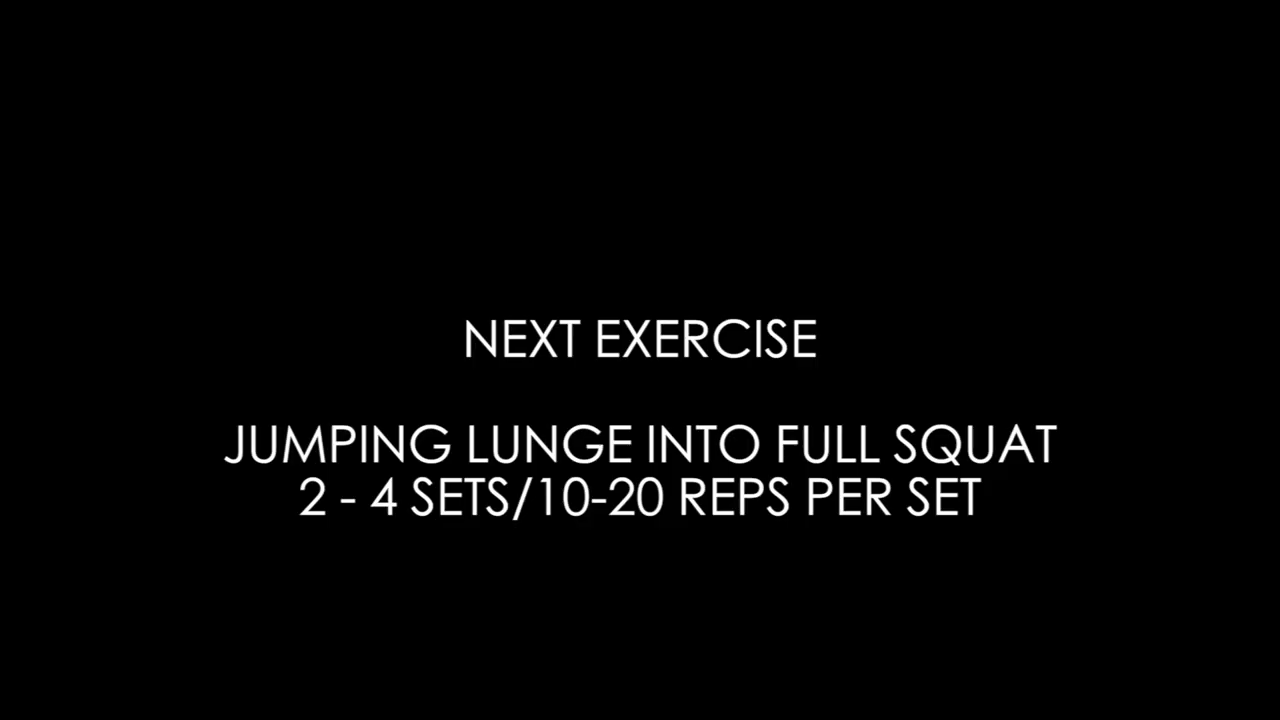 NEXT EXERCISE
JUMPING LUNGE INTO FULL SQUAT
2 - 4 SETS/10-20 REPS PER SET